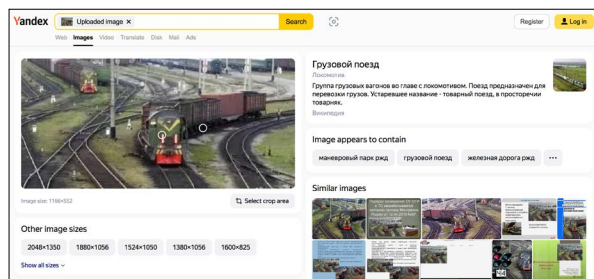 Yandex
Uploaded image ×
Search
Register
Log in
Web Images Video Translate Disk Mail Ads
Грузовой поезд
Локомотив
Группа грузовых вагонов во главе с локомотивом. Поезд предназначен для
перевозки грузов. Устаревшее название - товарный поезд, в просторечии
товарняк.
Википедия
Image appears to contain
маневровый парк ржд
грузовой поезд
железная дорога ржд
•••
Image size: 1166×552
Select crop area
Similar images
Other image sizes
2048×1350
1880×1056
1524×1050
1380×1056
1600×825
Show all sizes